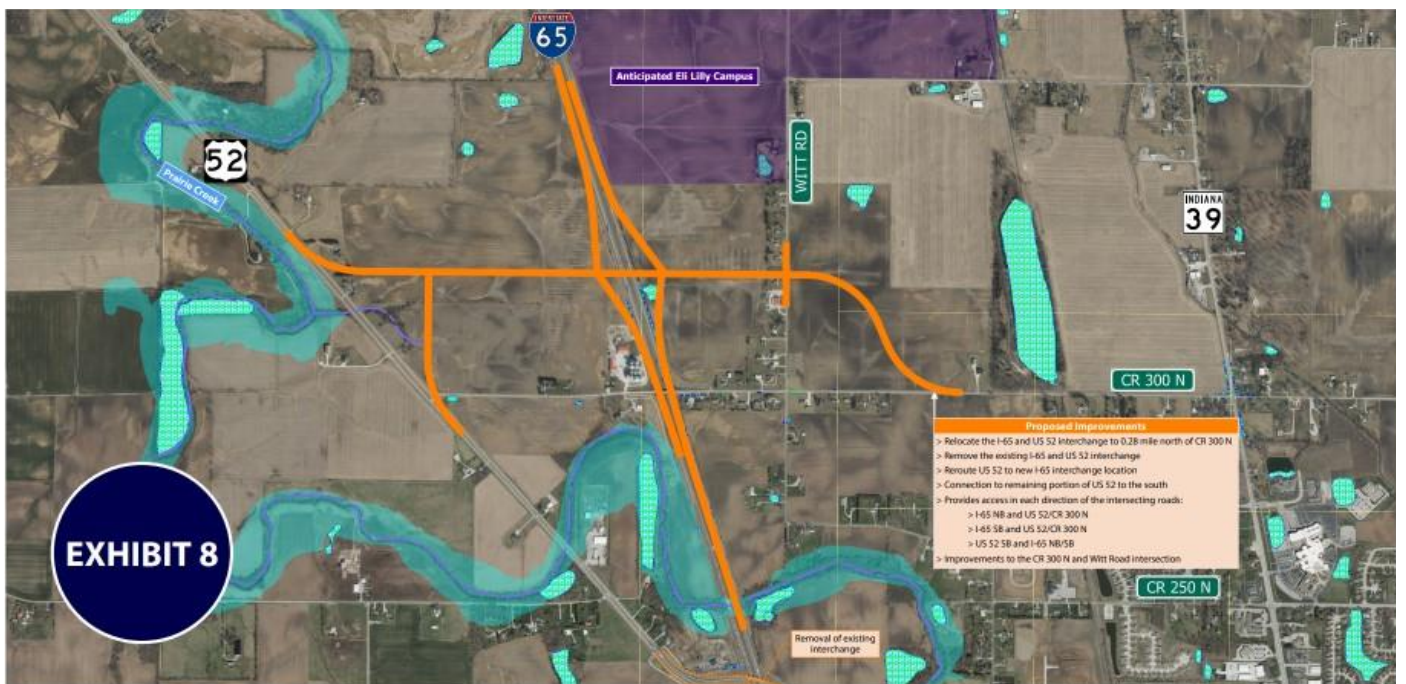 INTERSTATE
65
Anticipated Eli Lilly Campus
WITT RD
52
Prairie Creek
INDIANA
39
CR 300 N
Proposed Improvements
> Relocate the I-65 and US 52 interchange to 0.28 mile north of CR 300 N
> Remove the existing I-65 and US 52 interchange
> Reroute US 52 to new I-65 interchange location
> Connection to remaining portion of US 52 to the south
> Provides access in each direction of the intersecting roads:
> I-65 NB and US 52/CR 300 N
> I-65 SB and US 52/CR 300 N
> US 52 SB and I-65 NB/SB
> Improvements to the CR 300 N and Witt Road intersection
EXHIBIT 8
CR 250 N
Removal of existing
interchange